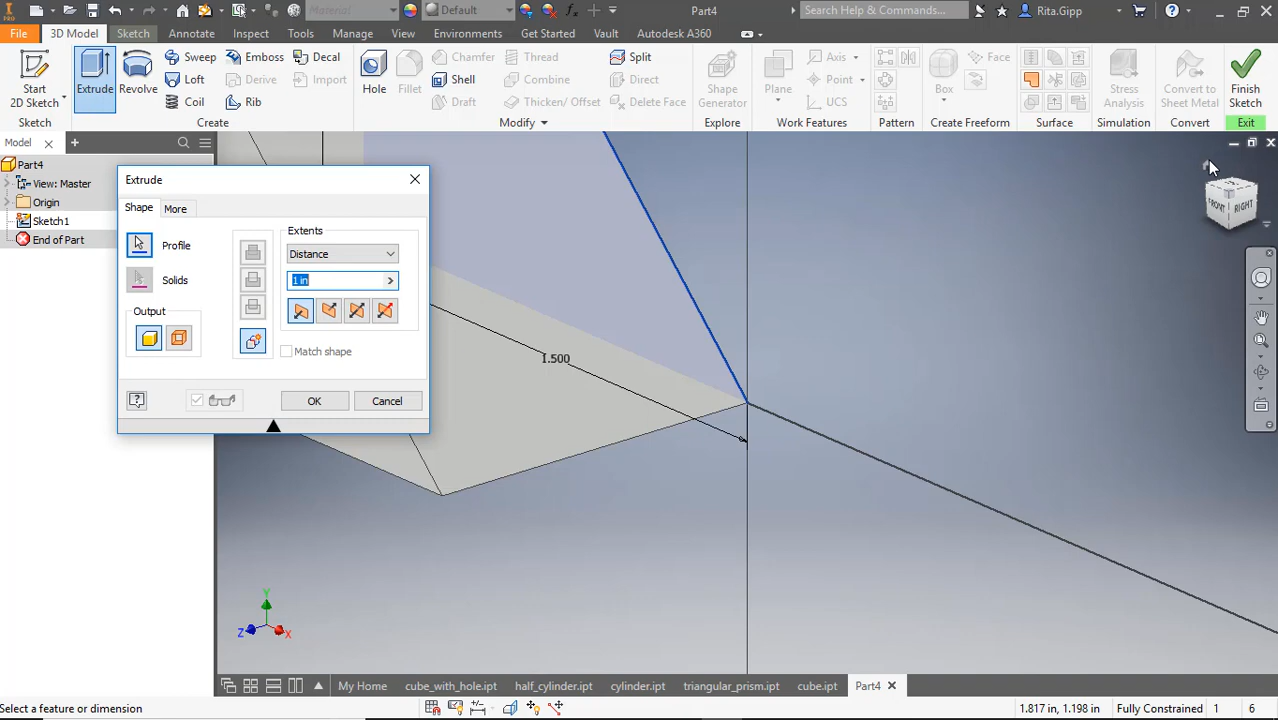 Material
Default
Part4
Search Help & Commands...
Rita.Gipp
File
3D Model
Sketch
Annotate
Inspect
Tools
Manage
View
Environments
Get Started
Vault
Autodesk A360
Start
2D Sketch
Extrude
Revolve
Sweep
Loft
Coil
Emboss
Derive
Rib
Decal
Import
Hole
Fillet
Chamfer
Shell
Draft
Thread
Combine
Thicken/ Offset
Split
Direct
Delete Face
Shape
Generator
Plane
Axis
Point
UCS
Box
Face
Stress
Analysis
Convert to
Sheet Metal
Finish
Sketch
Sketch
Create
Modify
Explore
Work Features
Pattern
Create Freeform
Surface
Simulation
Convert
Exit
Model
Part4
View: Master
Origin
Sketch1
End of Part
Extrude
Shape
More
Profile
Solids
Output
Extents
Distance
1 in
Match shape
OK
Cancel
1.500
FRONT
RIGHT
Y
Z
X
My Home
cube_with_hole.ipt
half_cylinder.ipt
cylinder.ipt
triangular_prism.ipt
cube.ipt
Part4
Select a feature or dimension
1.817 in, 1.198 in
Fully Constrained
1
6